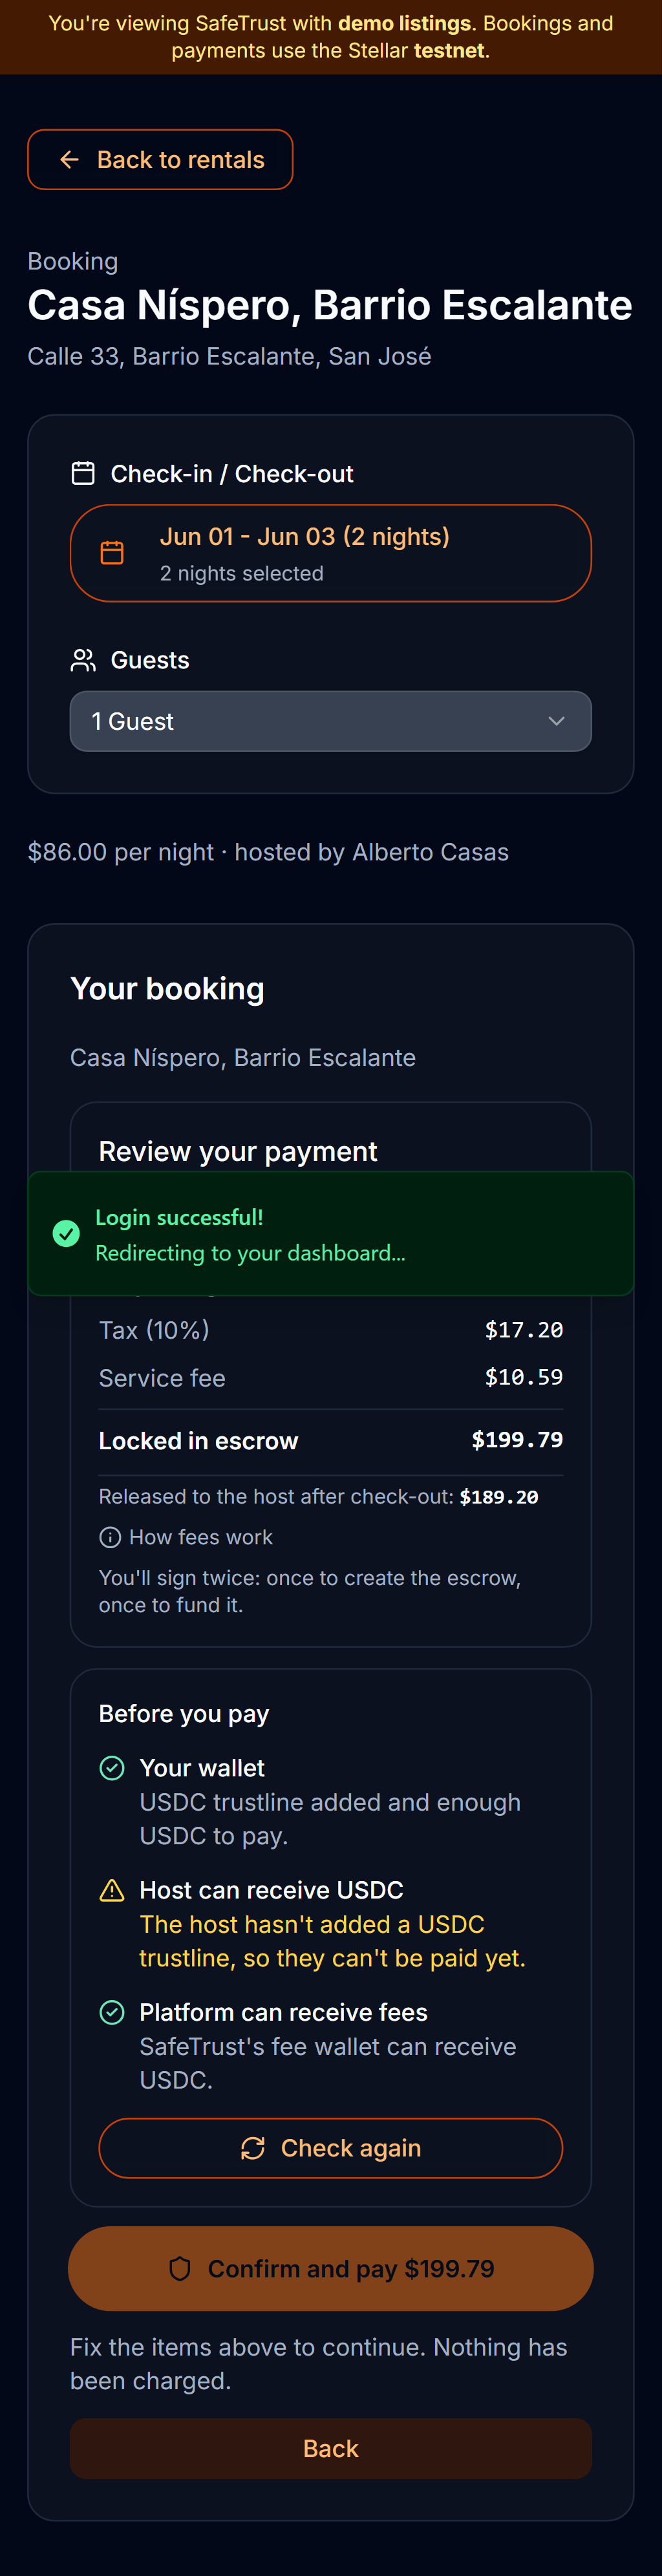 You're viewing SafeTrust with demo listings. Bookings and
payments use the Stellar testnet.
Back to rentals
Booking
Casa Níspero, Barrio Escalante
Calle 33, Barrio Escalante, San José
Check-in / Check-out
Jun 01 - Jun 03 (2 nights)
2 nights selected
Guests
1 Guest
$86.00 per night · hosted by Alberto Casas
Your booking
Casa Níspero, Barrio Escalante
Review your payment
Login successful!
Redirecting to your dashboard...
Tax (10%) $17.20
Service fee $10.59
Locked in escrow $199.79
Released to the host after check-out: $189.20
How fees work
You'll sign twice: once to create the escrow,
once to fund it.
Before you pay
Your wallet
USDC trustline added and enough
USDC to pay.
Host can receive USDC
The host hasn't added a USDC
trustline, so they can't be paid yet.
Platform can receive fees
SafeTrust's fee wallet can receive
USDC.
Check again
Confirm and pay $199.79
Fix the items above to continue. Nothing has
been charged.
Back